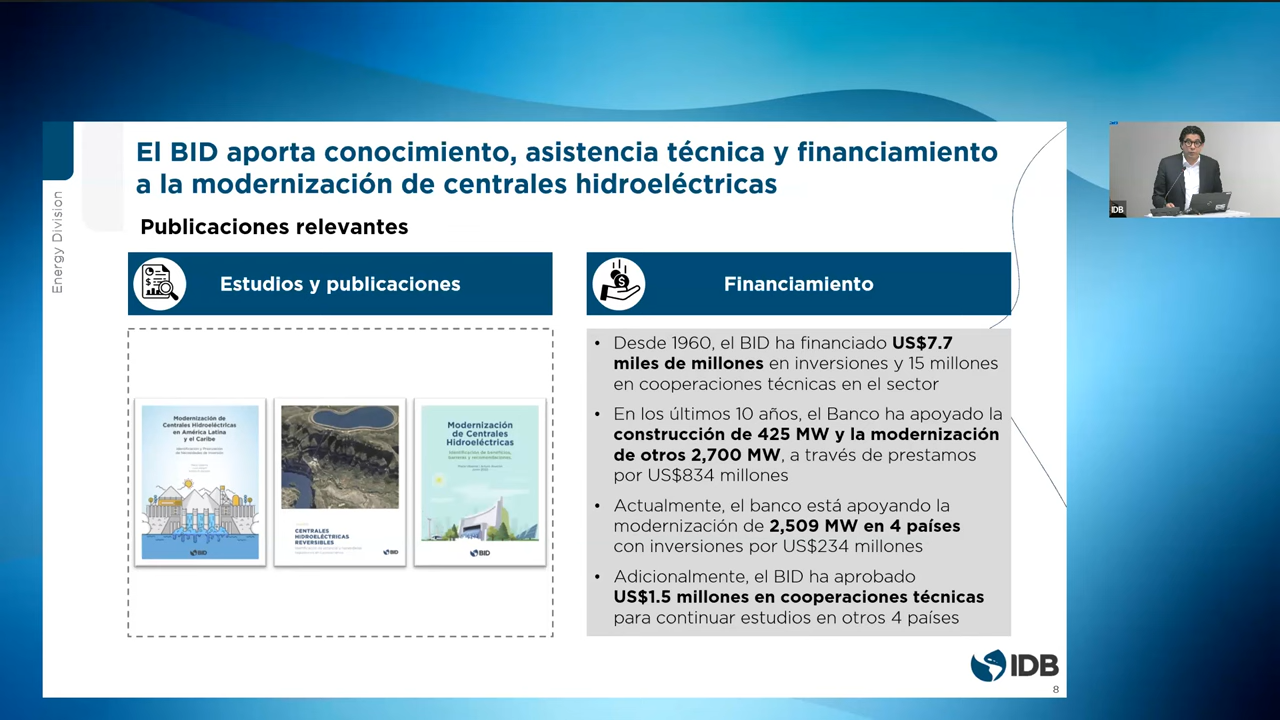 El BID aporta conocimiento, asistencia técnica y financiamiento
a la modernización de centrales hidroeléctricas
Energy Division
Publicaciones relevantes
Estudios y publicaciones
Modernización de
Centrales Hidroeléctricas
en América Latina
y el Caribe
BID
CENTRALES
HIDROELÉCTRICAS
REVERSIBLES
BID
Modernización
de Centrales
Hidroeléctricas
Identificación de beneficios,
barreras y recomendaciones.
BID
Financiamiento
• Desde 1960, el BID ha financiado US$7.7
miles de millones en inversiones y 15 millones
en cooperaciones técnicas en el sector
• En los últimos 10 años, el Banco ha apoyado la
construcción de 425 MW y la modernización
de otros 2,700 MW, a través de prestamos
por US$834 millones
• Actualmente, el banco está apoyando la
modernización de 2,509 MW en 4 países
con inversiones por US$234 millones
• Adicionalmente, el BID ha aprobado
US$1.5 millones en cooperaciones técnicas
para continuar estudios en otros 4 países
IDB
8
IDB